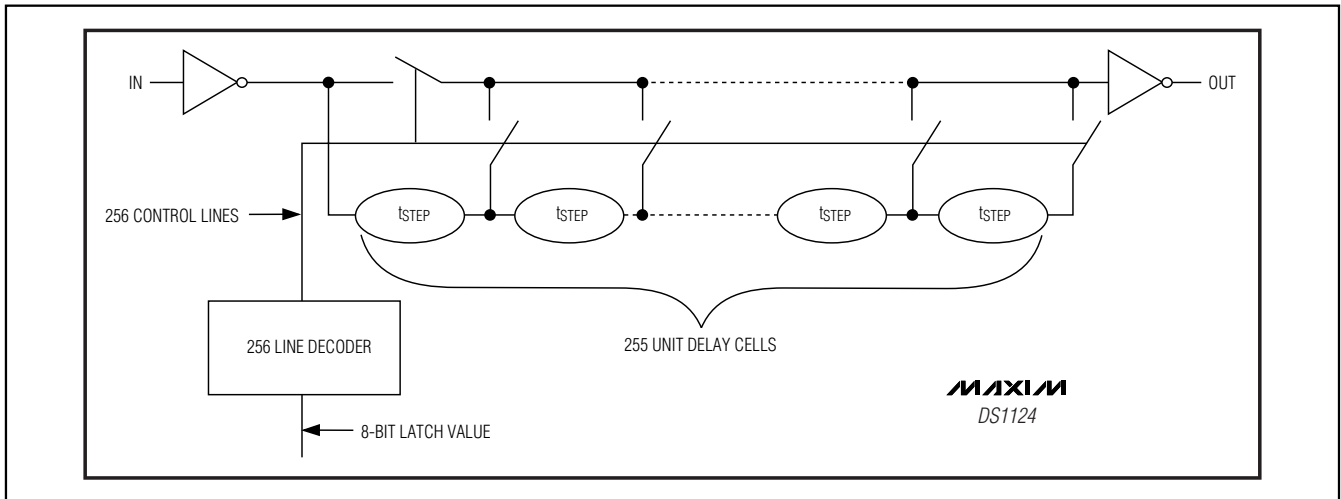 IN
OUT
tSTEP
tSTEP
tSTEP
tSTEP
256 CONTROL LINES
256 LINE DECODER
255 UNIT DELAY CELLS
MAXIM
DS1124
8-BIT LATCH VALUE